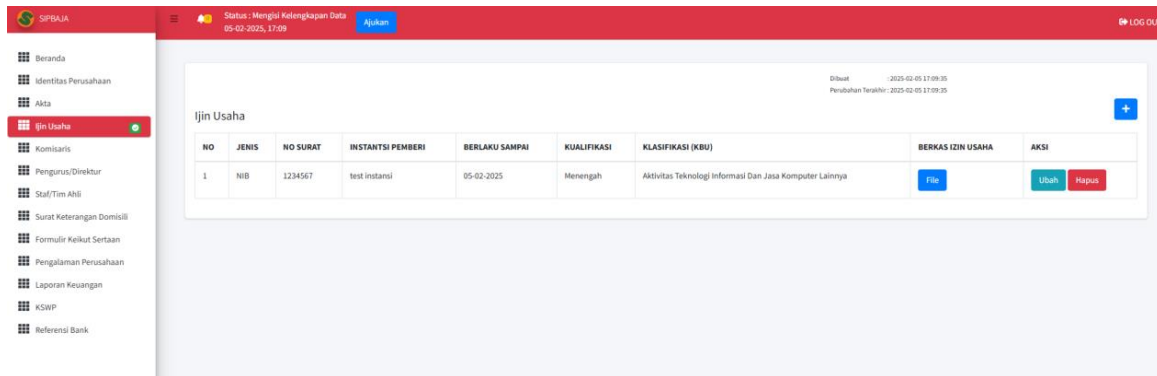 SIPBAJA
Status : Mengisi Kelengkapan Data
05-02-2025, 17:09
Ajukan
LOG OU
Beranda
Identitas Perusahaan
Akta
Ijin Usaha
Komisaris
Pengurus/Direktur
Staf/Tim Ahli
Surat Keterangan Domisili
Formulir Keikut Sertaan
Pengalaman Perusahaan
Laporan Keuangan
KSWP
Referensi Bank
Dibuat : 2025-02-05 17:09:35
Perubahan Terakhir : 2025-02-05 17:09:35
+
Ijin Usaha
NO JENIS NO SURAT INSTANTSI PEMBERI BERLAKU SAMPAI KUALIFIKASI KLASIFIKASI (KBU) BERKAS IZIN USAHA AKSI
1 NIB 1234567 test instansi 05-02-2025 Menengah Aktivitas Teknologi Informasi Dan Jasa Komputer Lainnya File Ubah Hapus